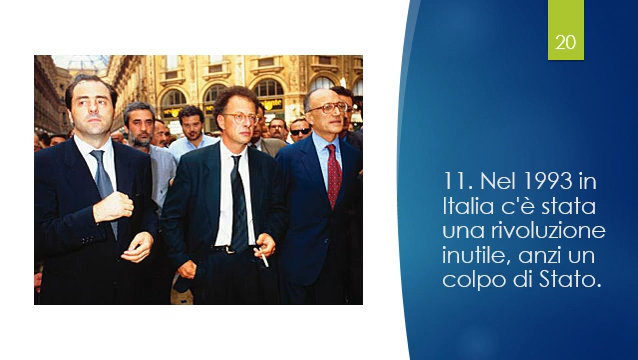 20
11. Nel 1993 in
Italia c'è stata
una rivoluzione
inutile, anzi un
colpo di Stato.